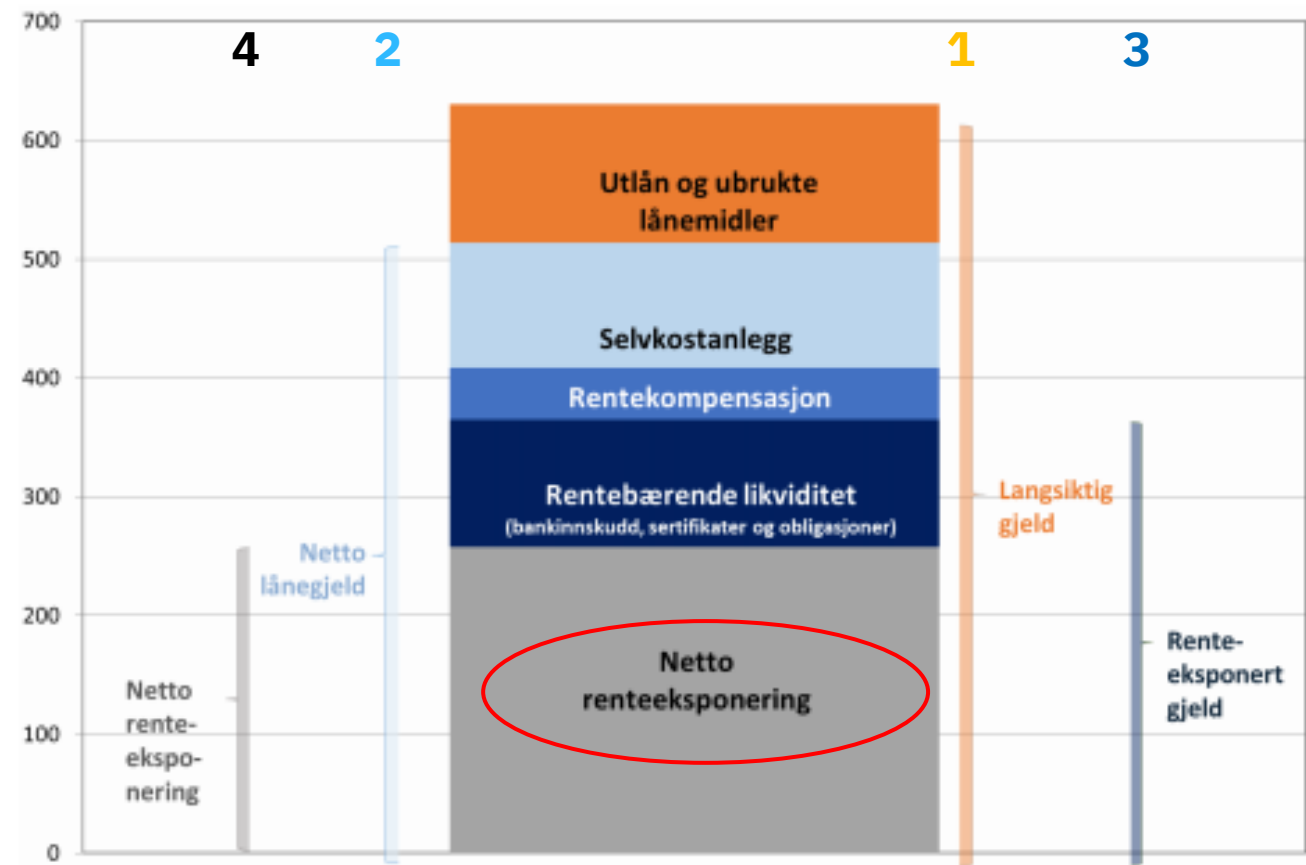 700
600
500
400
300
200
100
0
4
2
1
3
Utlån og ubrukte
lånemidler
Selvkostanlegg
Rentekompensasjon
Rentebærende likviditet
(bankinnskudd, sertifikater og obligasjoner)
Netto
renteeksponering
Netto
rente-
ekspo-
nering
Netto
lånegjeld
Langsiktig
gjeld
Rente-
eksponert
gjeld